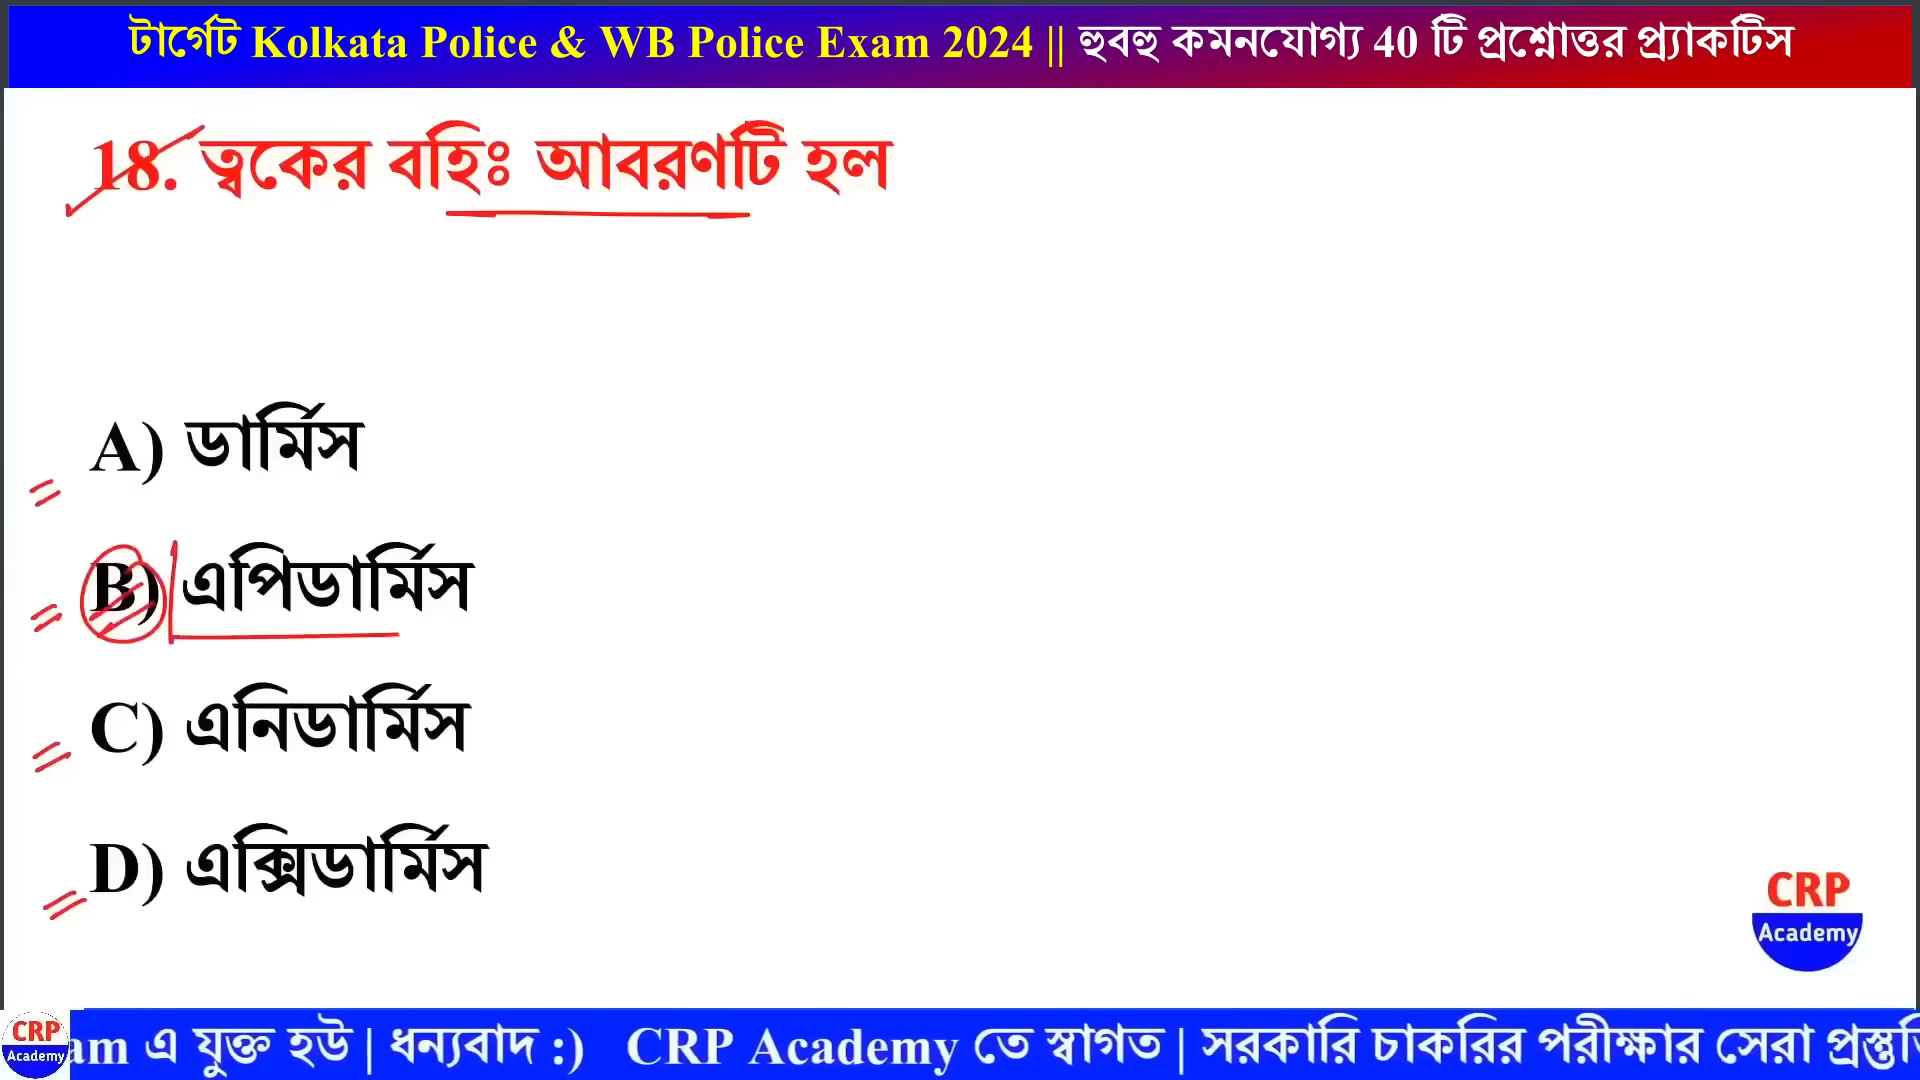 টার্গেট Kolkata Police & WB Police Exam 2024 || হুবহু কমনযোগ্য 40 টি প্রশ্নোত্তর প্র্যাকটিস
18. ত্বকের বহিঃ আবরণটি হল
A) ডার্মিস
B) এপিডার্মিস
C) এনিডার্মিস
D) এক্সিডার্মিস
CRP
Academy
CRP
Academy
am এ যুক্ত হউ | ধন্যবাদ :) CRP Academy তে স্বাগত | সরকারি চাকরির পরীক্ষার সেরা